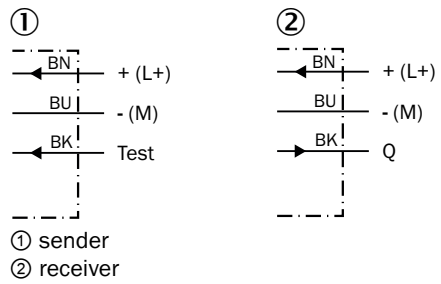 ① ②
BN + (L+) BN + (L+)
BU - (M) BU - (M)
BK Test BK Q
① sender
② receiver